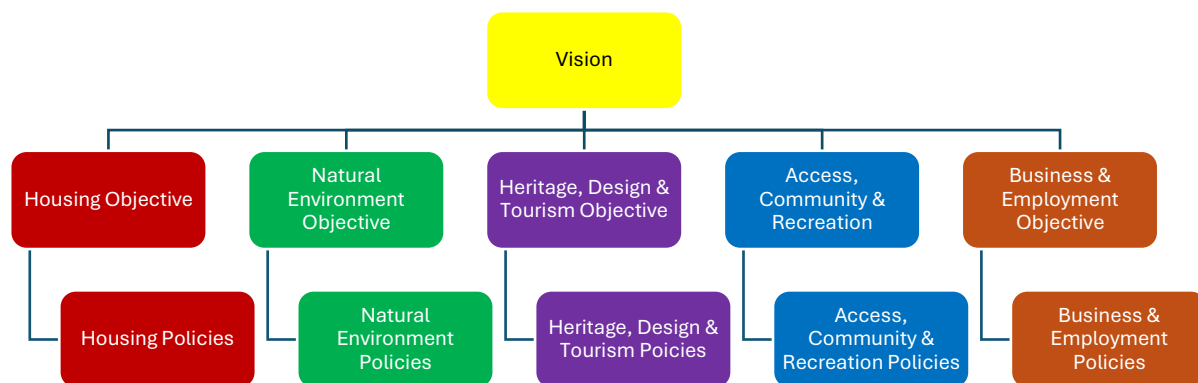 Vision
Housing Objective
Natural
Environment
Objective
Heritage, Design &
Tourism Objective
Access,
Community &
Recreation
Business &
Employment
Objective
Housing Policies
Natural
Environment
Policies
Heritage, Design &
Tourism Poicies
Access,
Community &
Recreation Policies
Business &
Employment
Policies